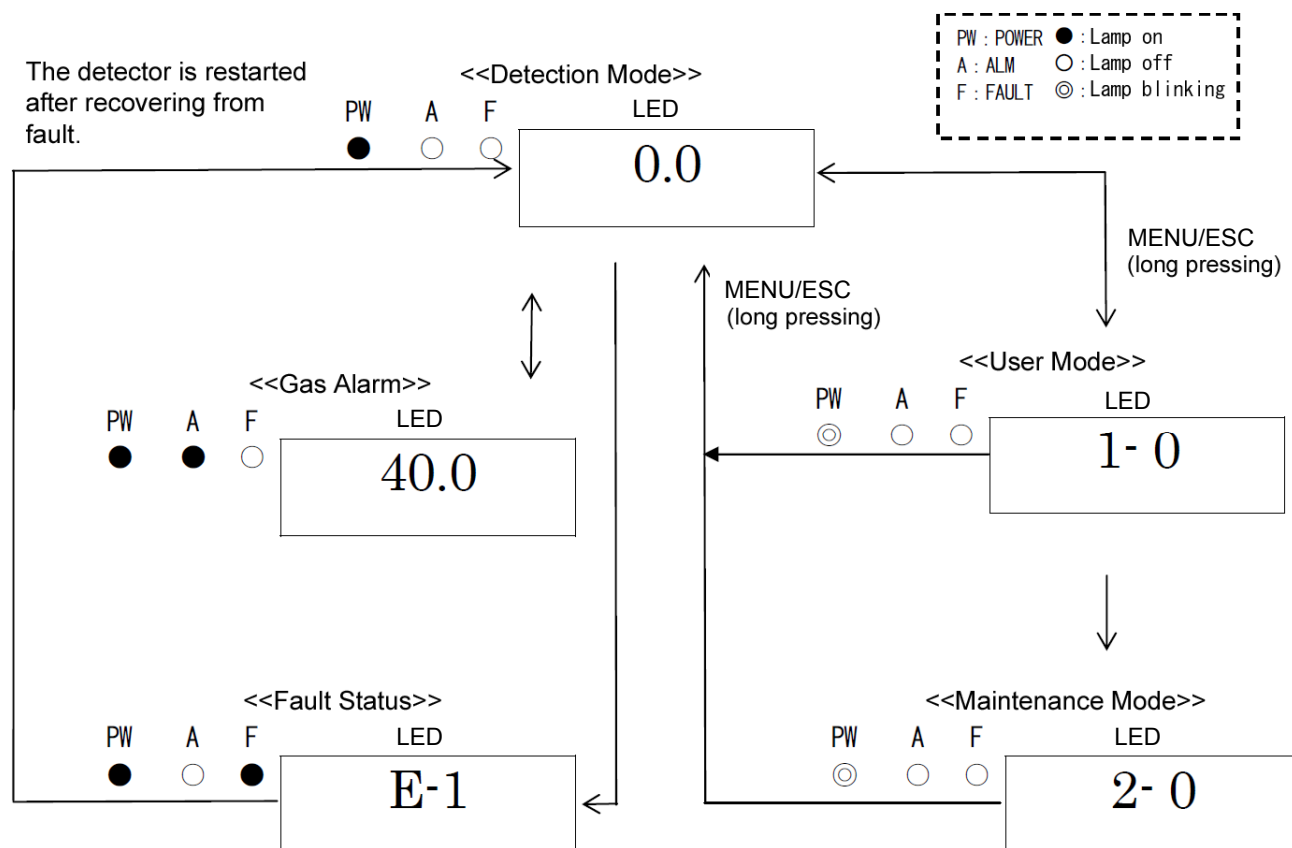 PW : POWER ● : Lamp on
A : ALM ○ : Lamp off
F : FAULT ◎ : Lamp blinking
The detector is restarted
after recovering from
fault.
<<Detection Mode>>
PW A F LED
0.0
MENU/ESC
(long pressing)
MENU/ESC
(long pressing)
<<Gas Alarm>>
PW A F LED
40.0
<<User Mode>>
PW A F LED
1- 0
<<Fault Status>>
PW A F LED
E-1
<<Maintenance Mode>>
PW A F LED
2- 0